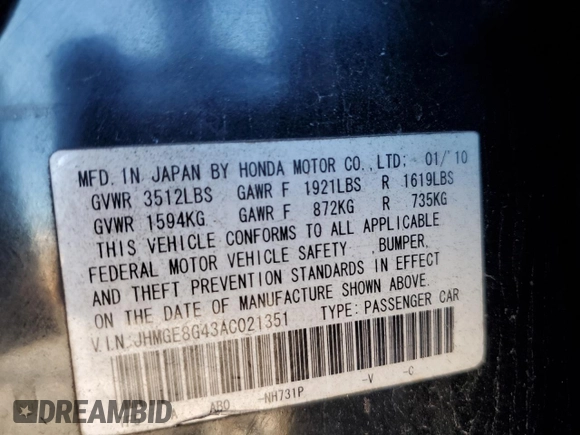 MFD. IN JAPAN BY HONDA MOTOR CO., LTD: 01/10
GVWR 3512LBS GAWR F 1921LBS R 1619LBS
GVWR 1594KG GAWR F 872KG R 735KG
THIS VEHICLE CONFORMS TO ALL APPLICABLE
FEDERAL MOTOR VEHICLE SAFETY ,BUMPER,
AND THEFT PREVENTION STANDARDS IN EFFECT
ON THE DATE OF MANUFACTURE SHOWN ABOVE.
V.I.N: JHMGE8G43AC021351 TYPE: PASSENGER CAR
ABO -NH731P -V -C
DREAMBID